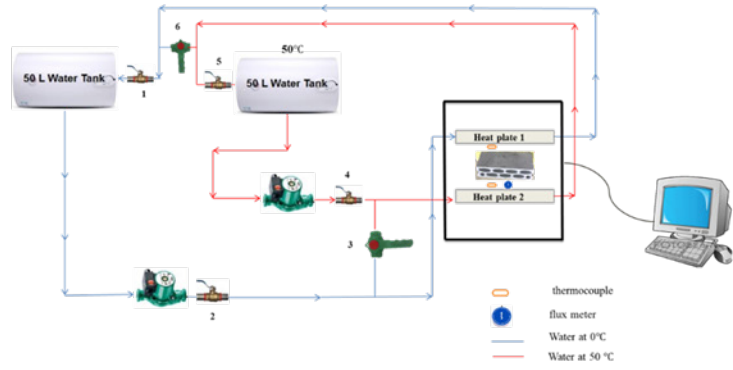 6
50℃
5
50 L Water Tank
1
50 L Water Tank
Heat plate 1
4
Heat plate 2
3
2
thermocouple
1
flux meter
Water at 0℃
Water at 50 ℃